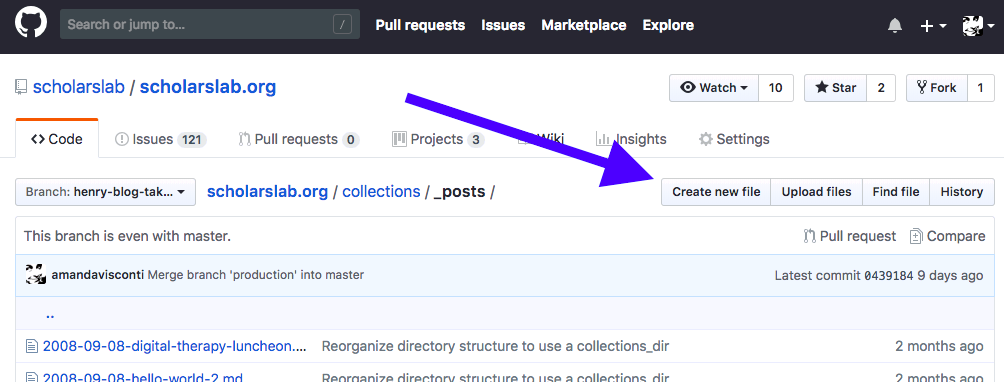 Search or jump to... / Pull requests Issues Marketplace Explore
scholarslab / scholarslab.org Watch 10 Star 2 Fork 1
Code Issues 121 Pull requests 0 Projects 3 Wiki Insights Settings
Branch: henry-blog-tak... scholarslab.org / collections / _posts / Create new file Upload files Find file History
This branch is even with master. Pull request Compare
amandavisconti Merge branch 'production' into master Latest commit 0439184 9 days ago
..
2008-09-08-digital-therapy-luncheon.... Reorganize directory structure to use a collections_dir 2 months ago
2008-09-08-hello-world-2.md Reorganize directory structure to use a collections_dir 2 months ago